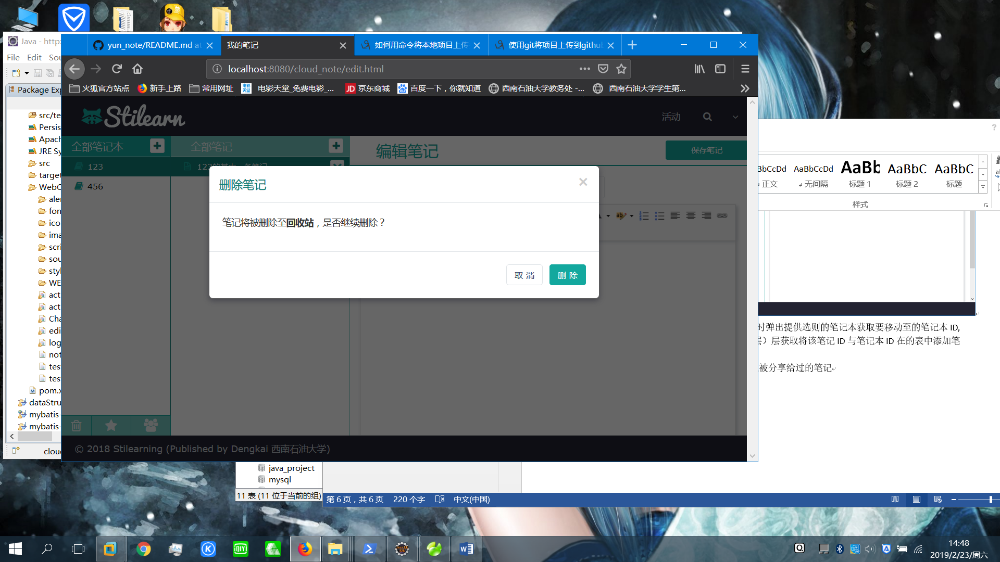 Java - http:
File Edit Sou
Package Exp
src/te
Persis
Apach
JRE Sy
src
target
WebC
aler
fon
ico
ima
scri
sou
styl
WE
act
act
Cha
edi
log
not
tes
tes
pom.x
dataStru
mybatis-
mybatis-
clou
yun_note/README.md at
我的笔记
如何用命令将本地项目上传
使用git将项目上传到github
localhost:8080/cloud_note/edit.html
火狐官方站点
新手上路
常用网址
电影天堂
电影天堂_免费电影_...
JD 京东商城
百度一下，你就知道
西南石油大学教务处 -...
西南石油大学学生第...
Stilearn
活动
全部笔记本
全部笔记
编辑笔记
保存笔记
123
456
删除笔记
笔记将被删除至回收站，是否继续删除？
取 消
删 除
© 2018 Stilearning (Published by Dengkai 西南石油大学)
BbCcDd AaBbCcDd AaBb AaBbC AaBbC
正文 无间隔 标题 1 标题 2 标题
样式
时弹出提供选则的笔记本获取要移动至的笔记本 ID,
层）层获取将该笔记 ID 与笔记本 ID 在的表中添加笔
被分享给过的笔记
java_project
mysql
11 表 (11 位于当前的组)
第 6 页，共 6 页 220 个字 中文(中国)
QIYI
14:48
2019/2/23/周六